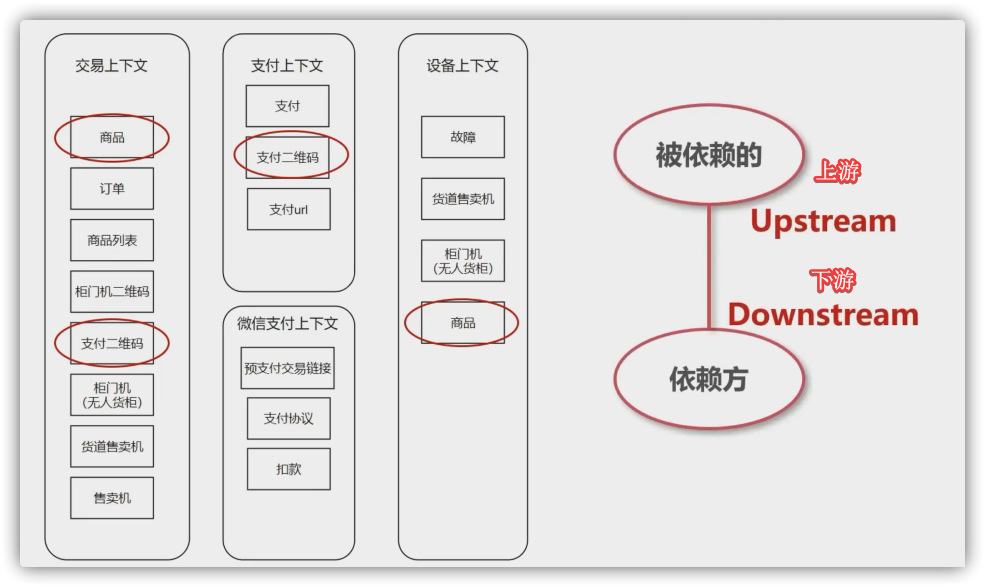 交易上下文
商品
订单
商品列表
柜门机二维码
支付二维码
柜门机
(无人货柜)
货道售卖机
售卖机
支付上下文
支付
支付二维码
支付url
微信支付上下文
预支付交易链接
支付协议
扣款
设备上下文
故障
货道售卖机
柜门机
(无人货柜)
商品
被依赖的
上游
Upstream
下游
Downstream
依赖方